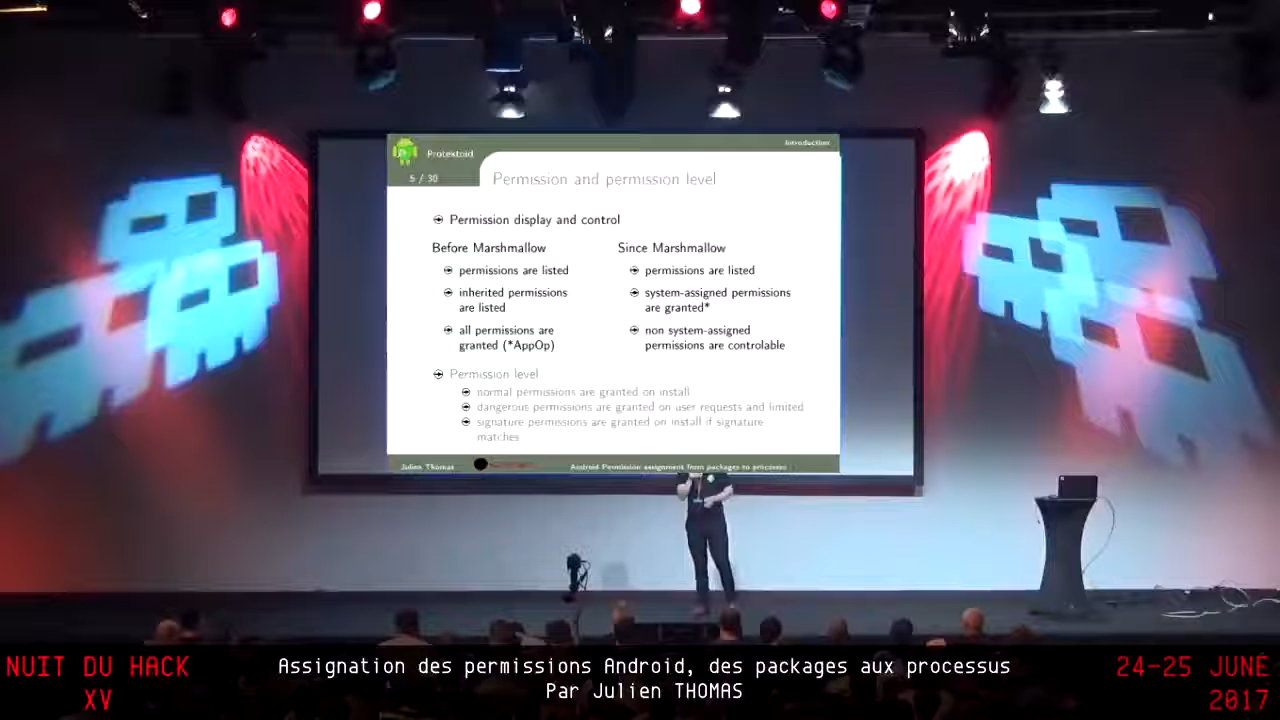 Protektoid
Introduction
5 / 30
Permission and permission level
Permission display and control
Before Marshmallow
permissions are listed
inherited permissions
are listed
all permissions are
granted (*AppOp)
Since Marshmallow
permissions are listed
system-assigned permissions
are granted*
non system-assigned
permissions are controlable
Permission level
normal permissions are granted on install
dangerous permissions are granted on user requests and limited
signature permissions are granted on install if signature
matches
Julien Thomas
Android Permission assignment from packages to processes
NUIT DU HACK
XV
Assignation des permissions Android, des packages aux processus
Par Julien THOMAS
24-25 JUNE
2017